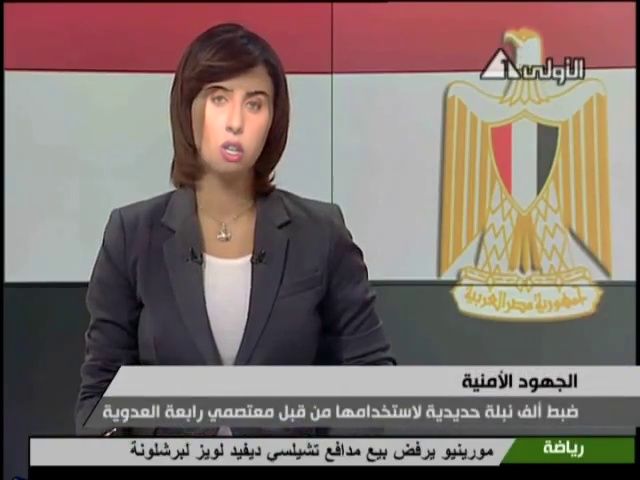 الأولى
جمهورية مصر العربية
الجهود الأمنية
ضبط ألف نبلة حديدية لاستخدامها من قبل معتصمي رابعة العدوية
رياضة
مورينيو يرفض بيع مدافع تشيلسي ديفيد لويز لبرشلونة